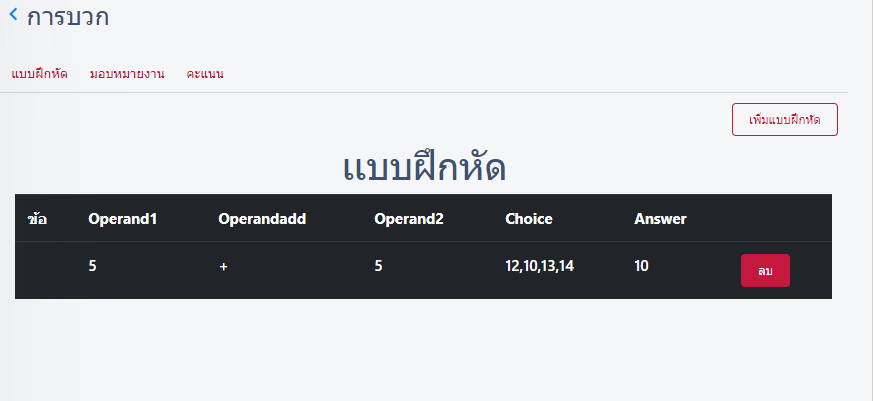 การบวก
แบบฝึกหัด มอบหมายงาน คะแนน
เพิ่มแบบฝึกหัด
แบบฝึกหัด
ข้อ Operand1 Operandadd Operand2 Choice Answer
5 + 5 12,10,13,14 10 ลบ